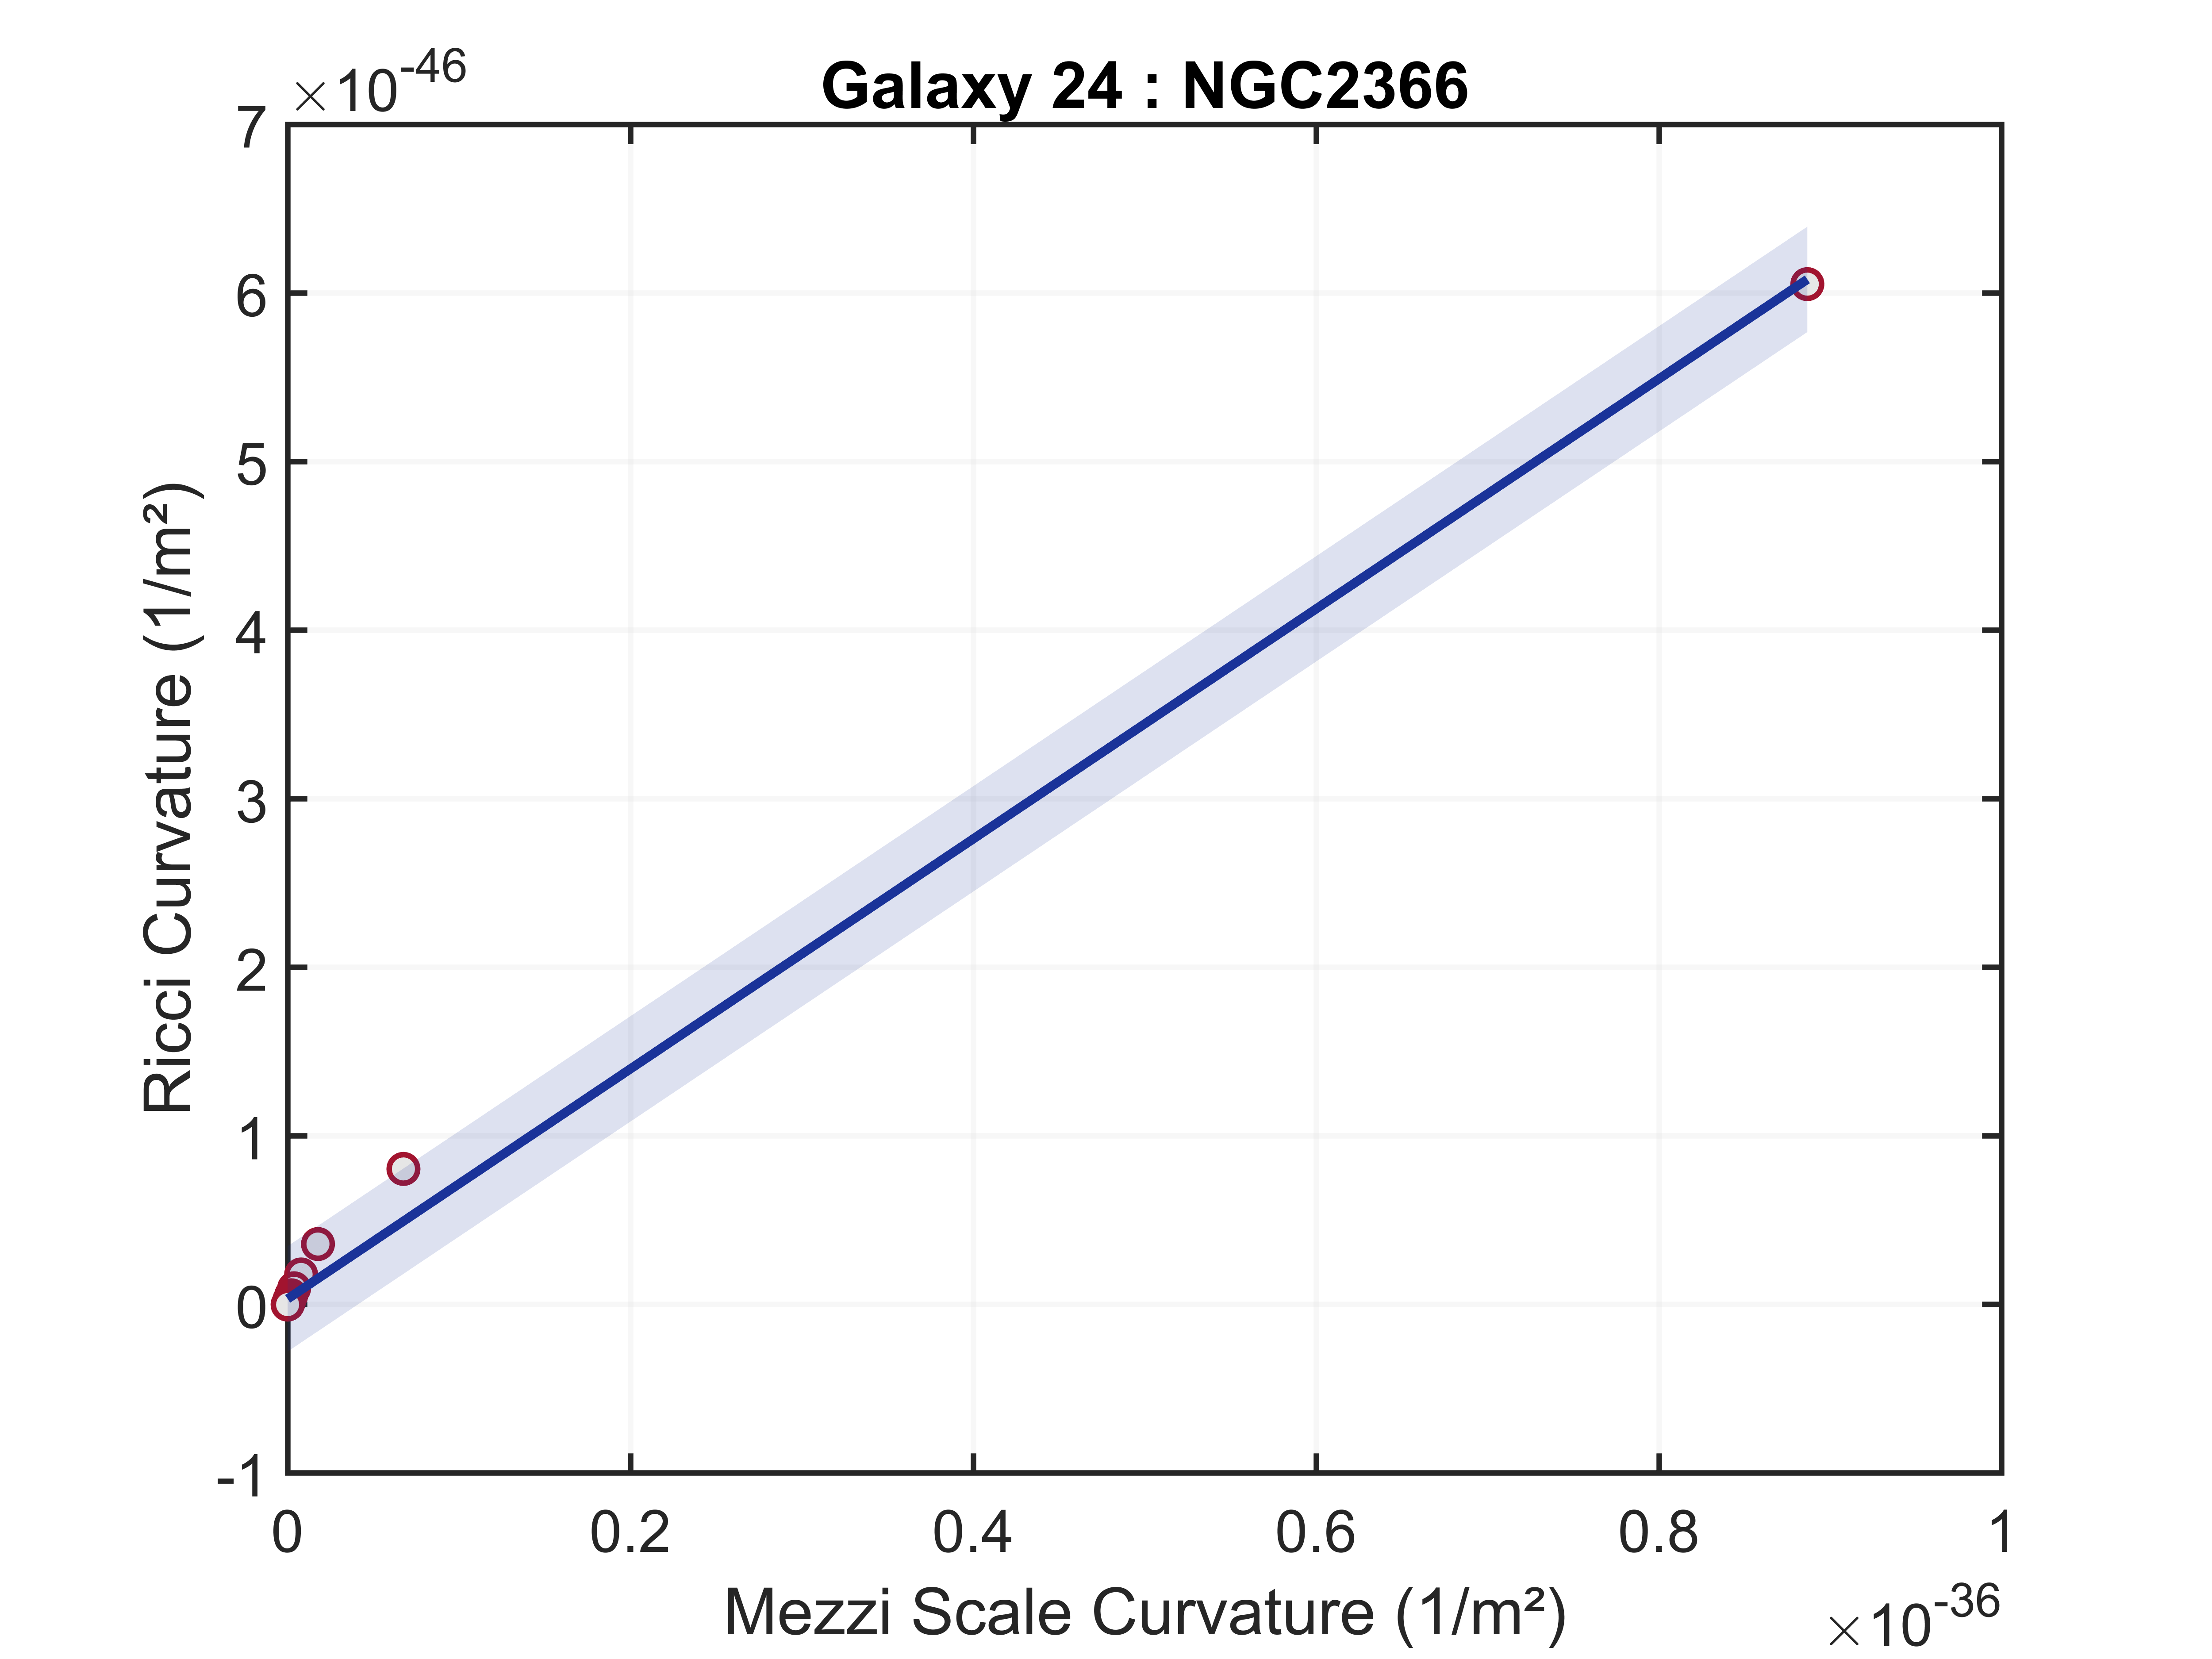 ×10^-46
Galaxy 24 : NGC2366
7
6
5
4
3
2
1
0
-1
Ricci Curvature (1/m²)
0 0.2 0.4 0.6 0.8 1
Mezzi Scale Curvature (1/m²)
×10^-36